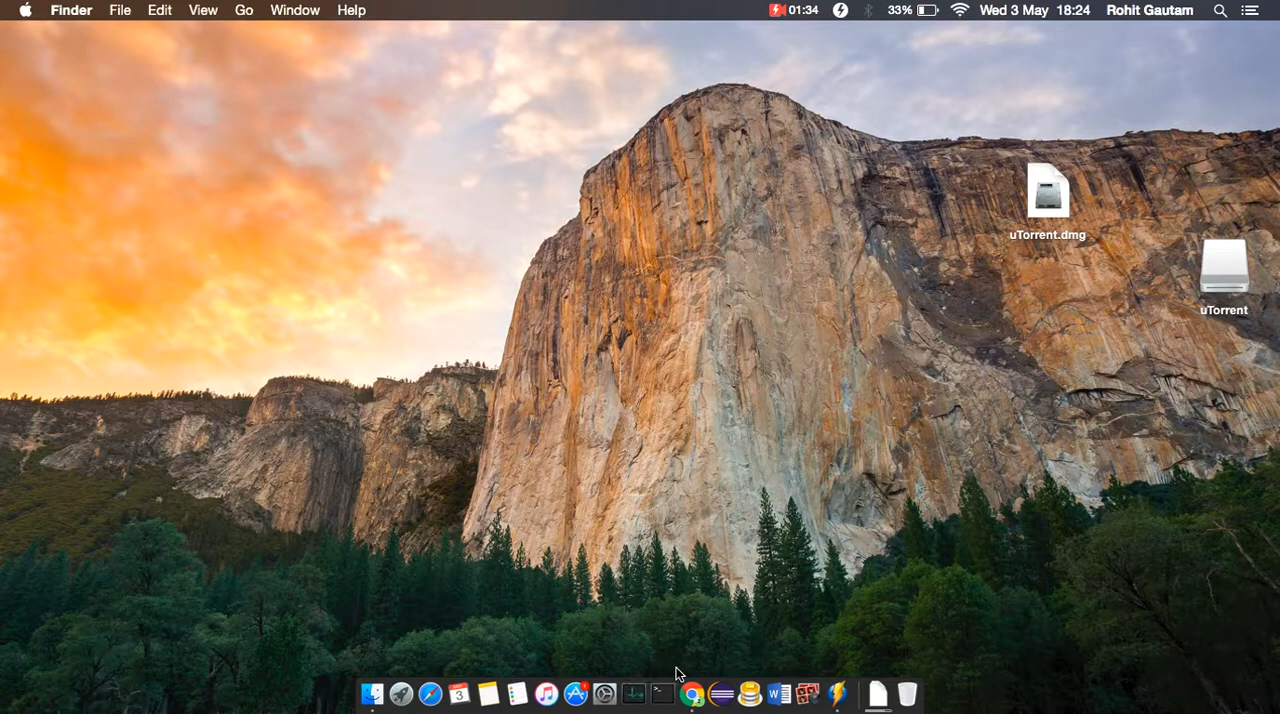 Finder File Edit View Go Window Help 01:34 33% Wed 3 May 18:24 Rohit Gautam
uTorrent.dmg
uTorrent
3